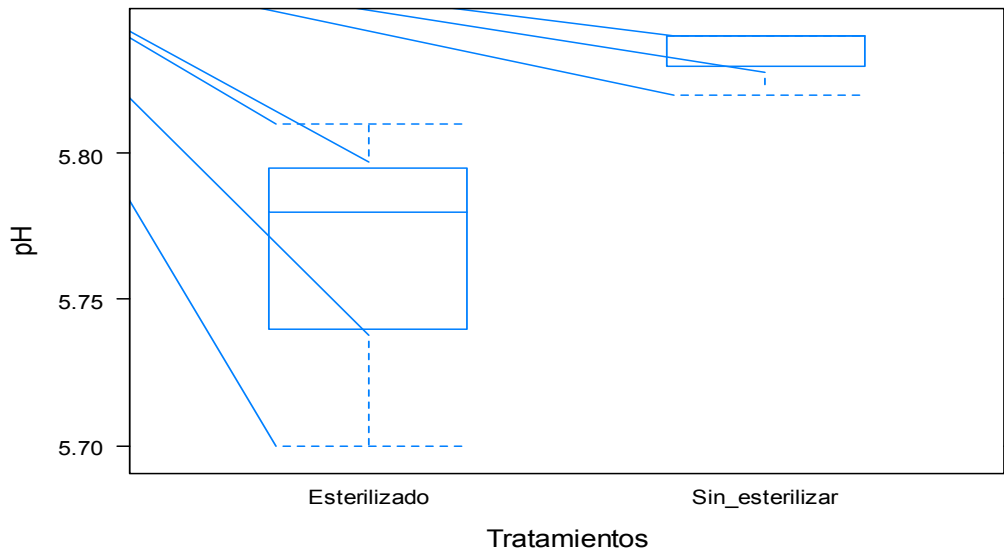 pH
5.80
5.75
5.70
Esterilizado Sin_esterilizar
Tratamientos